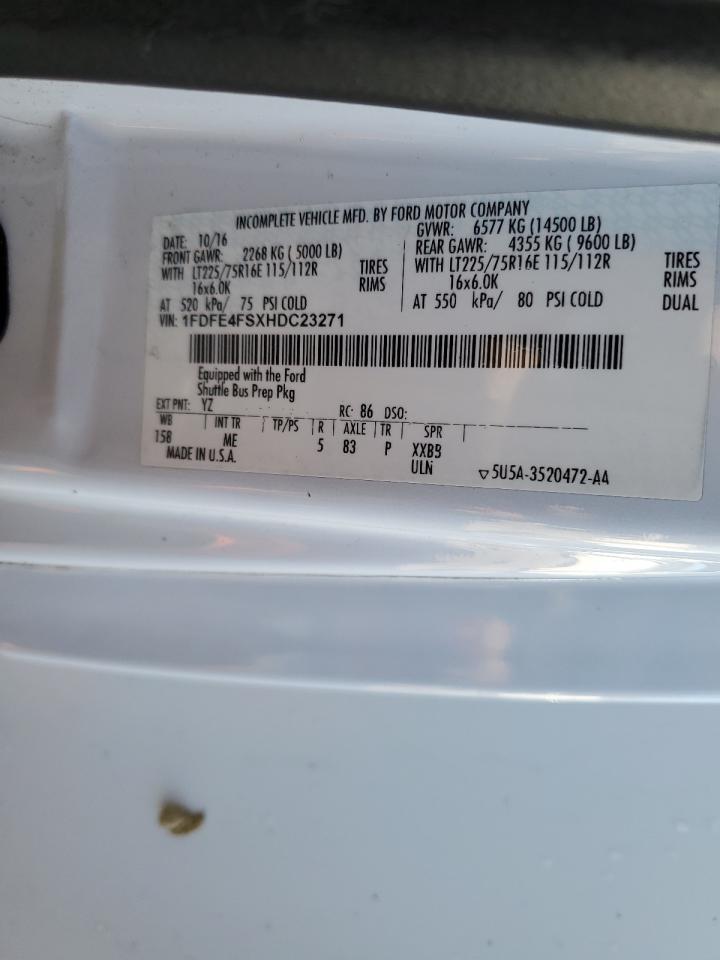 INCOMPLETE VEHICLE MFD. BY FORD MOTOR COMPANY
DATE: 10/16
GVWR: 6577 KG (14500 LB)
FRONT GAWR: 2268 KG ( 5000 LB)
REAR GAWR: 4355 KG ( 9600 LB)
WITH LT225/75R16E 115/112R TIRES
WITH LT225/75R16E 115/112R TIRES
16x6.0K RIMS
16x6.0K RIMS
AT 520 kPa/ 75 PSI COLD
AT 550 kPa/ 80 PSI COLD DUAL
VIN: 1FDFE4FSXHDC23271
Equipped with the Ford
Shuttle Bus Prep Pkg
EXT PNT: YZ RC: 86 DSO:
WB | INT TR | TP/PS | R | AXLE | TR | SPR |
158 ME 5 83 P XXB9
MADE IN U.S.A. ULN ▽5U5A-3520472-AA